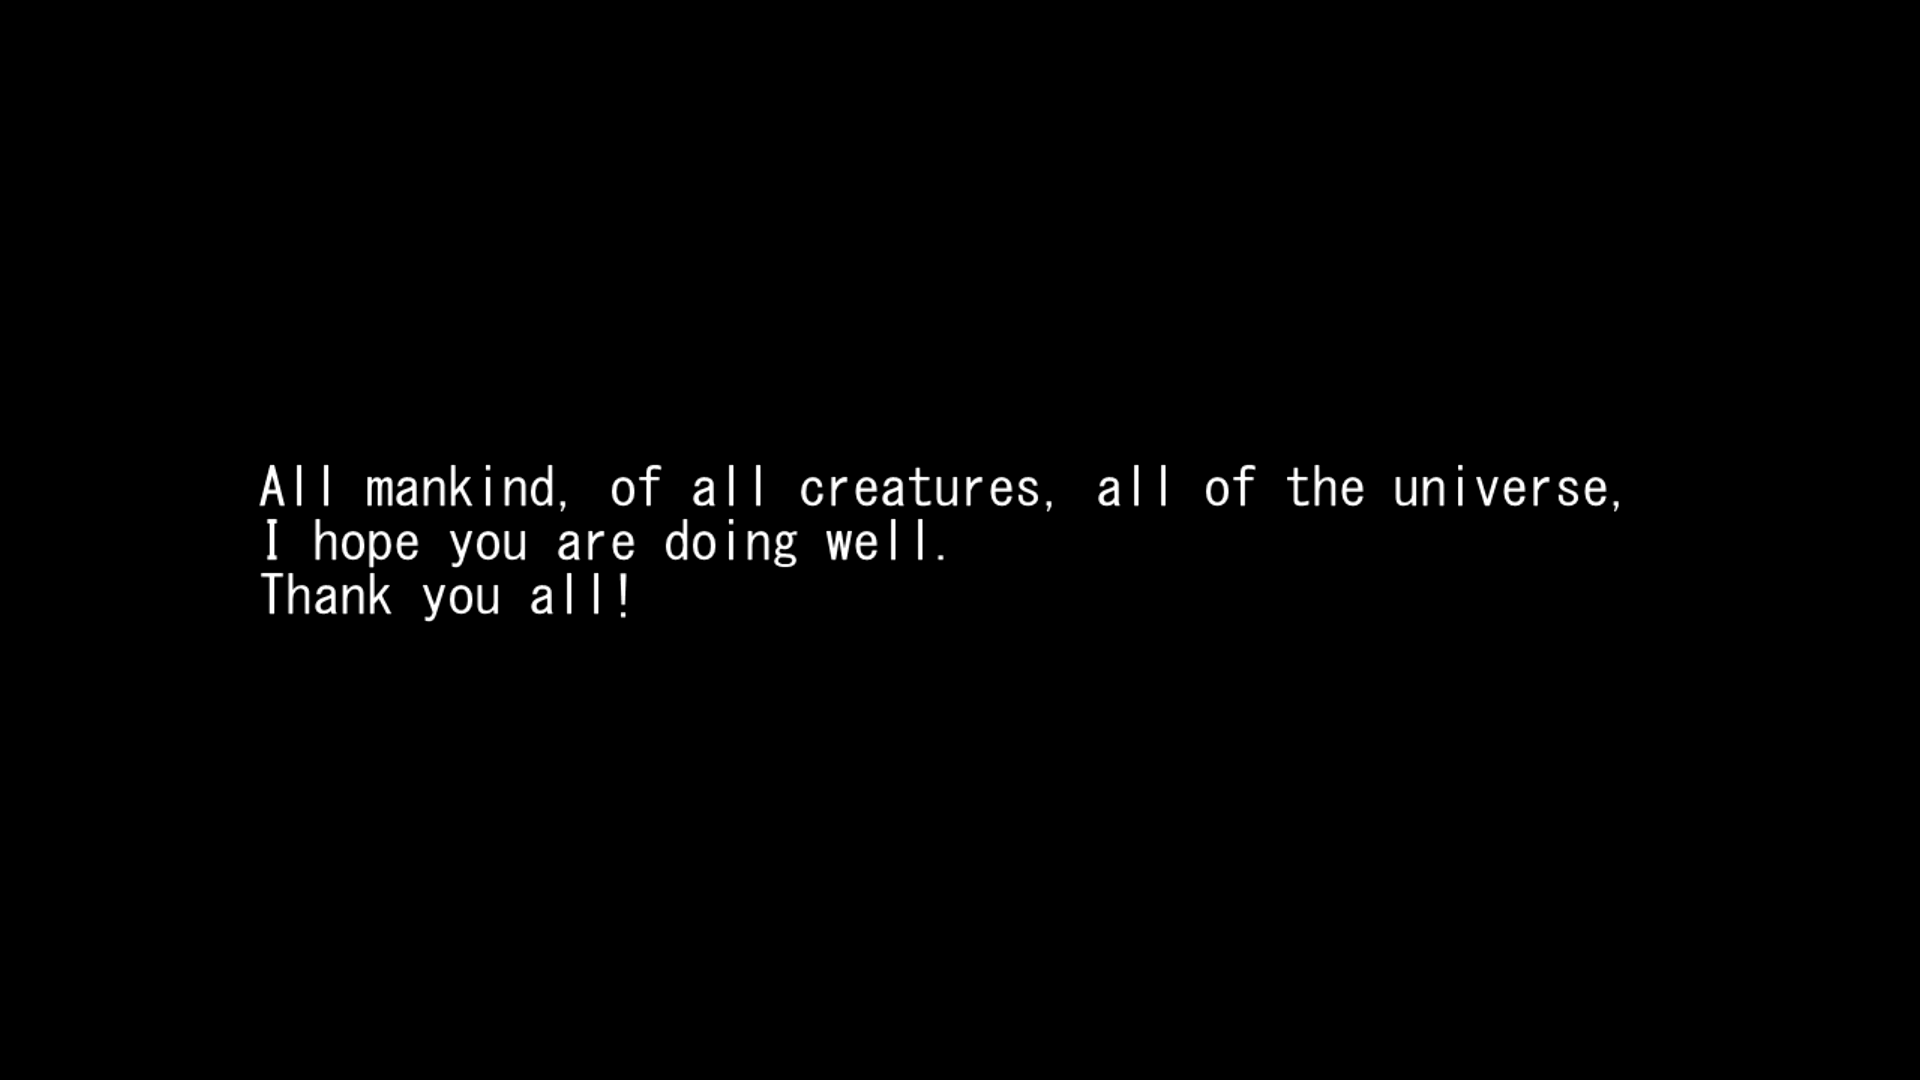 All mankind, of all creatures, all of the universe,
I hope you are doing well.
Thank you all!